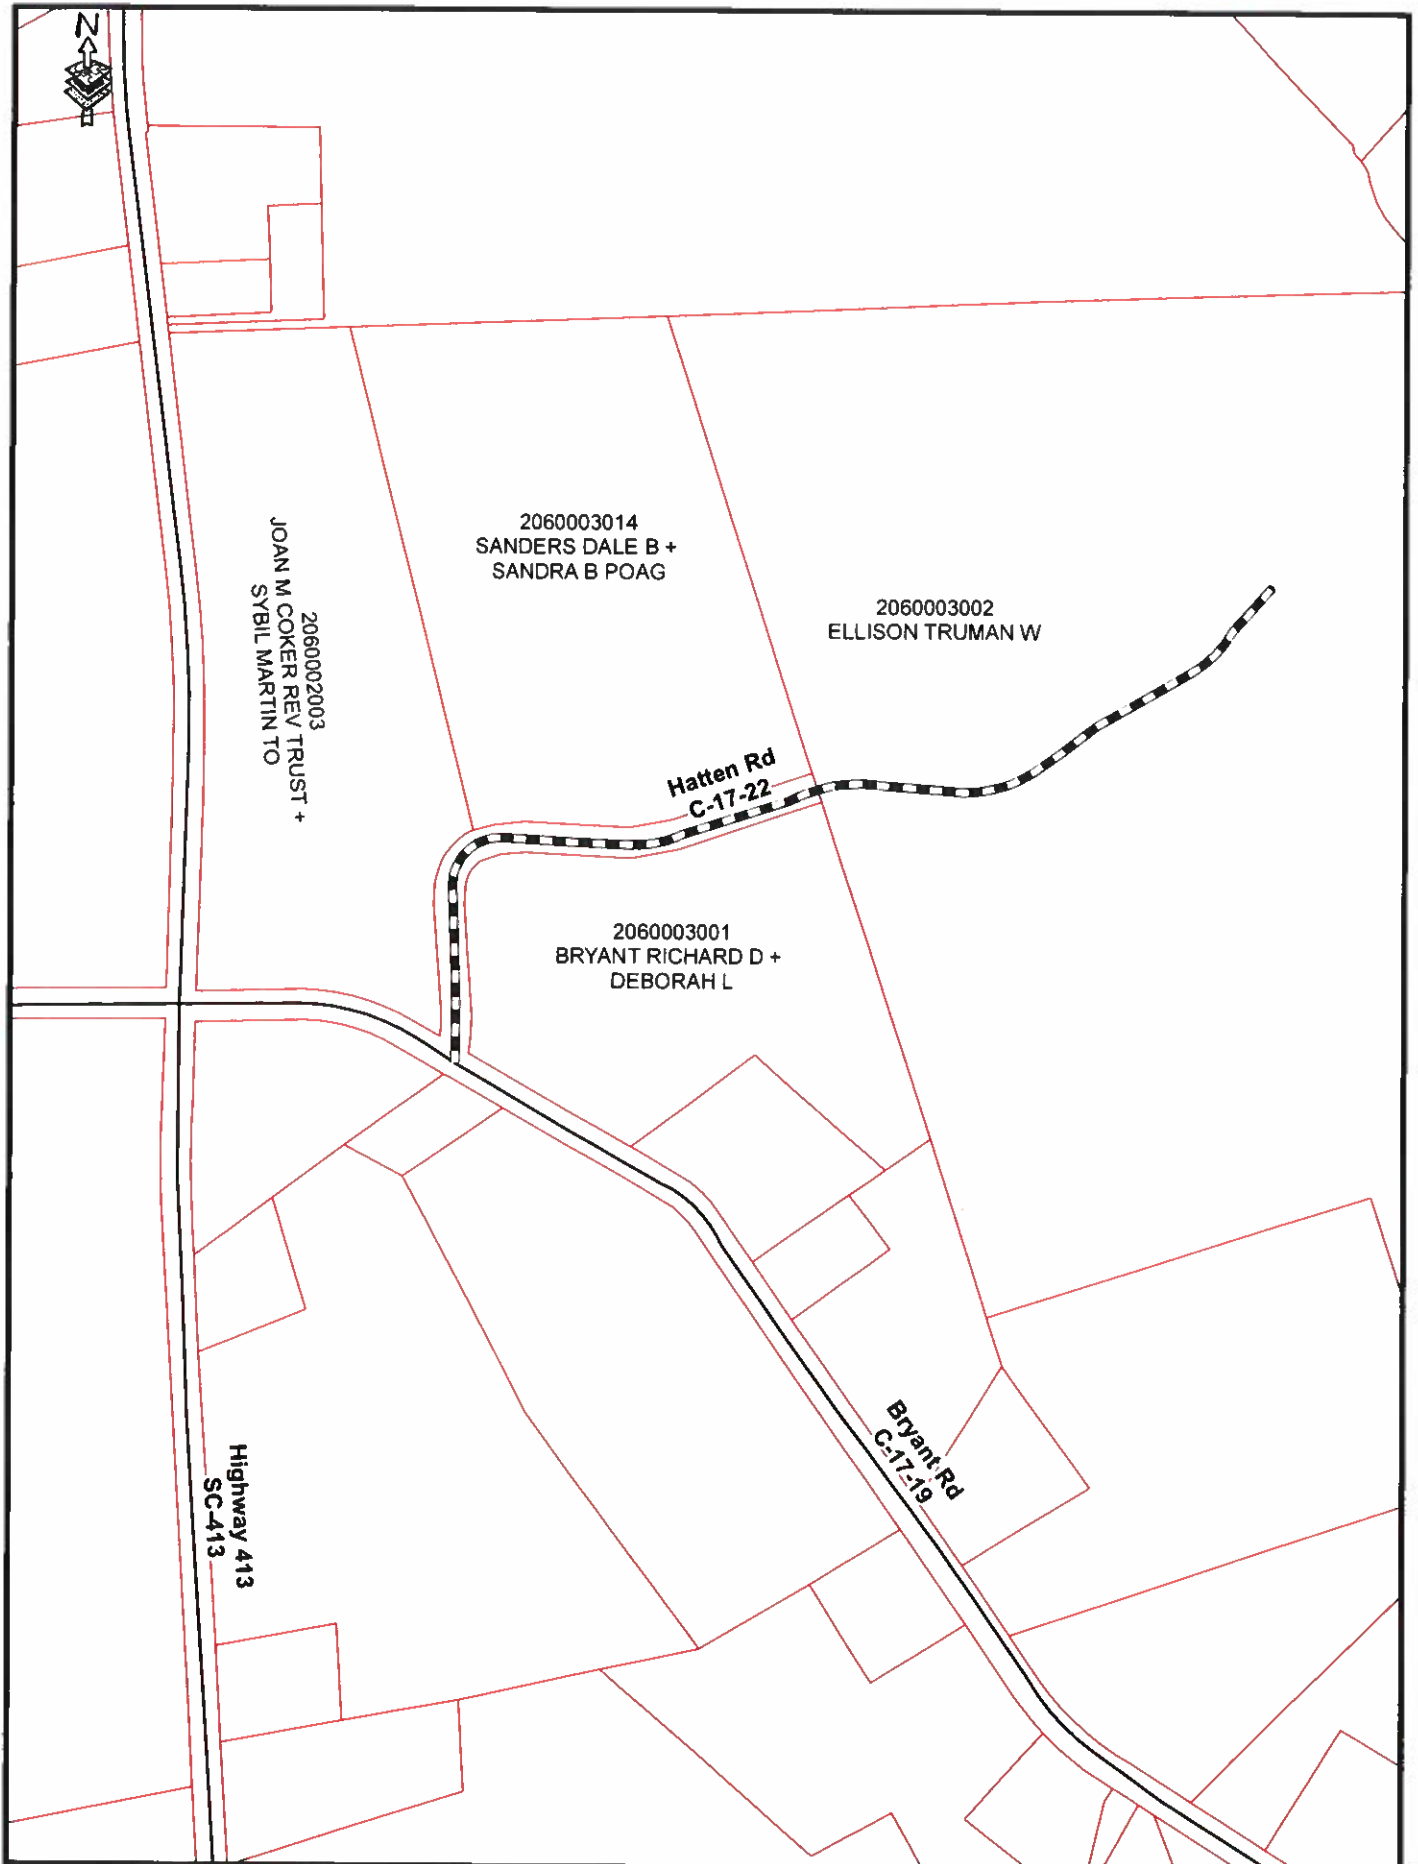 N
2060003014
SANDERS DALE B +
SANDRA B POAG
2060003002
ELLISON TRUMAN W
2060002003
JOAN M COKER REV TRUST +
SYBIL MARTIN TO
Hatten Rd
C-17-22
2060003001
BRYANT RICHARD D +
DEBORAH L
Bryant Rd
C-17-19
Highway 413
SC-413